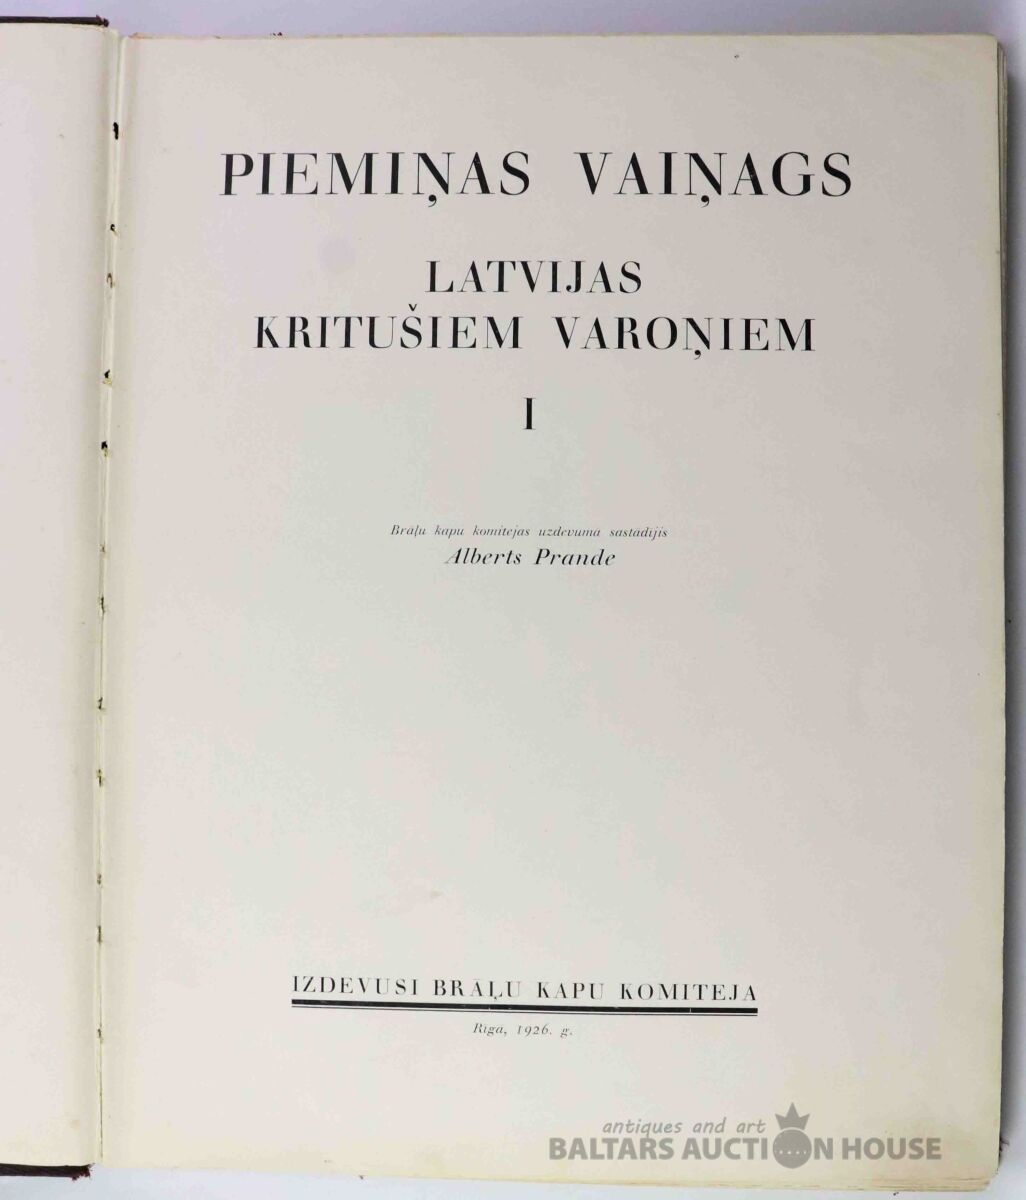 PIEMIŅAS VAIŅAGS
LATVIJAS
KRITUŠIEM VAROŅIEM
I
Brāļu kapu komitejas uzdevumā sastādījis
Alberts Prande
IZDEVUSI BRĀĻU KAPU KOMITEJA
Rīgā, 1926. g.
antiques and art
BALTARS AUCTION HOUSE